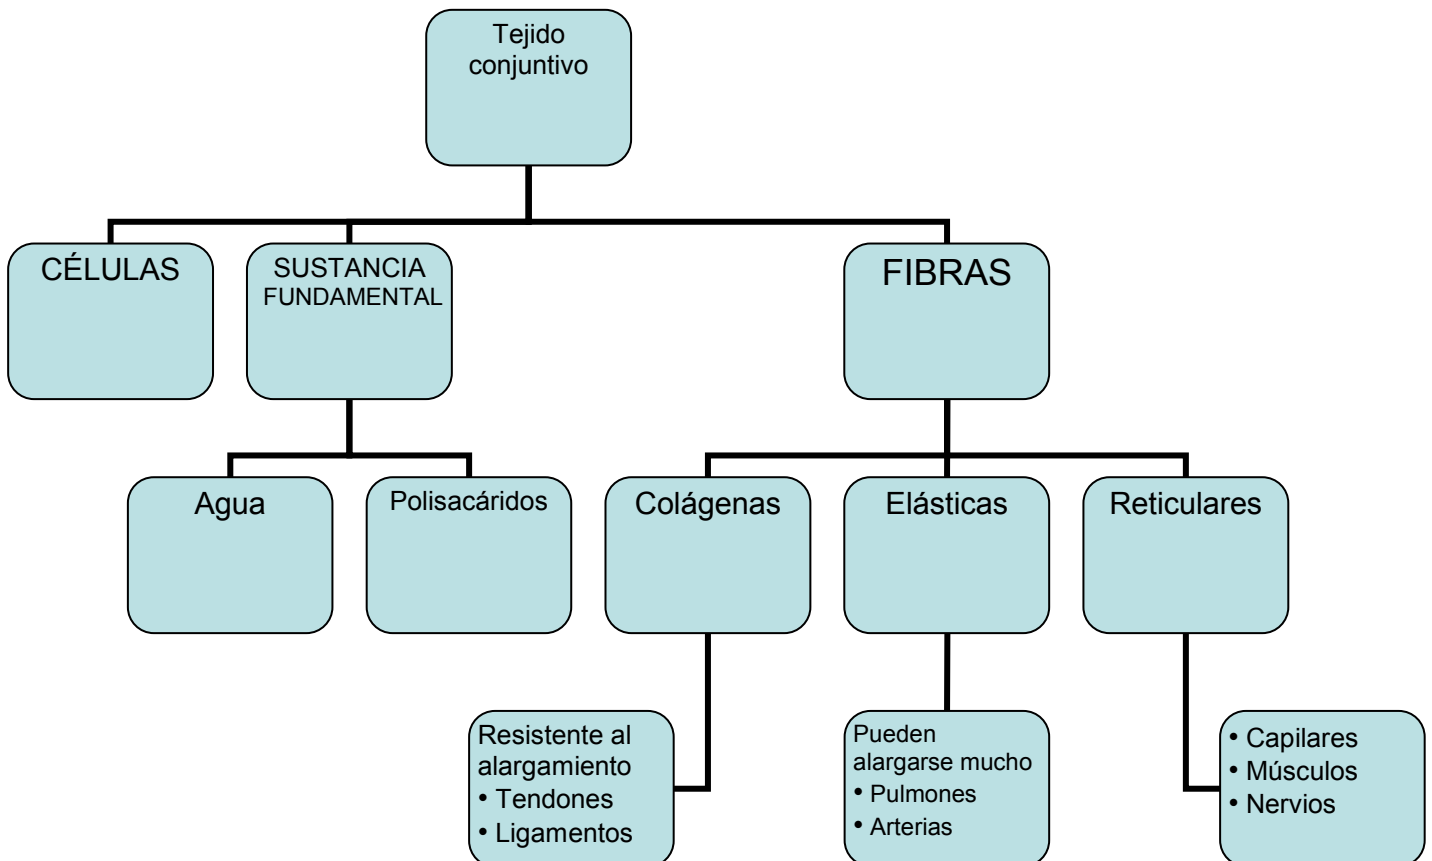 Tejido
conjuntivo
CÉLULAS
SUSTANCIA
FUNDAMENTAL
FIBRAS
Agua
Polisacáridos
Colágenas
Elásticas
Reticulares
Resistente al
alargamiento
• Tendones
• Ligamentos
Pueden
alargarse mucho
• Pulmones
• Arterias
• Capilares
• Músculos
• Nervios